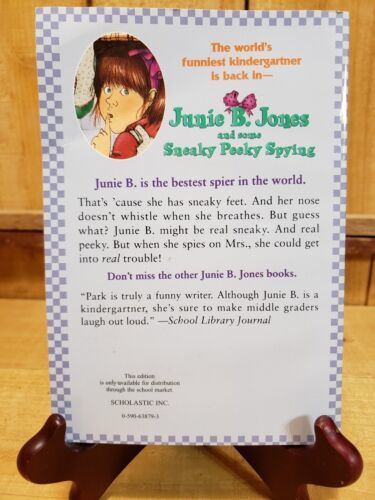 The world's
funniest kindergartner
is back in—
Junie B. Jones
and some
Sneaky Peeky Spying
Junie B. is the bestest spier in the world.
That's 'cause she has sneaky feet. And her nose
doesn't whistle when she breathes. But guess
what? Junie B. might be real sneaky. And real
peeky. But when she spies on Mrs., she could get
into real trouble!
Don't miss the other Junie B. Jones books.
"Park is truly a funny writer. Although Junie B. is a
kindergartner, she's sure to make middle graders
laugh out loud." —School Library Journal
This edition
is only available for distribution
through the school market.
SCHOLASTIC INC.
0-590-63879-3